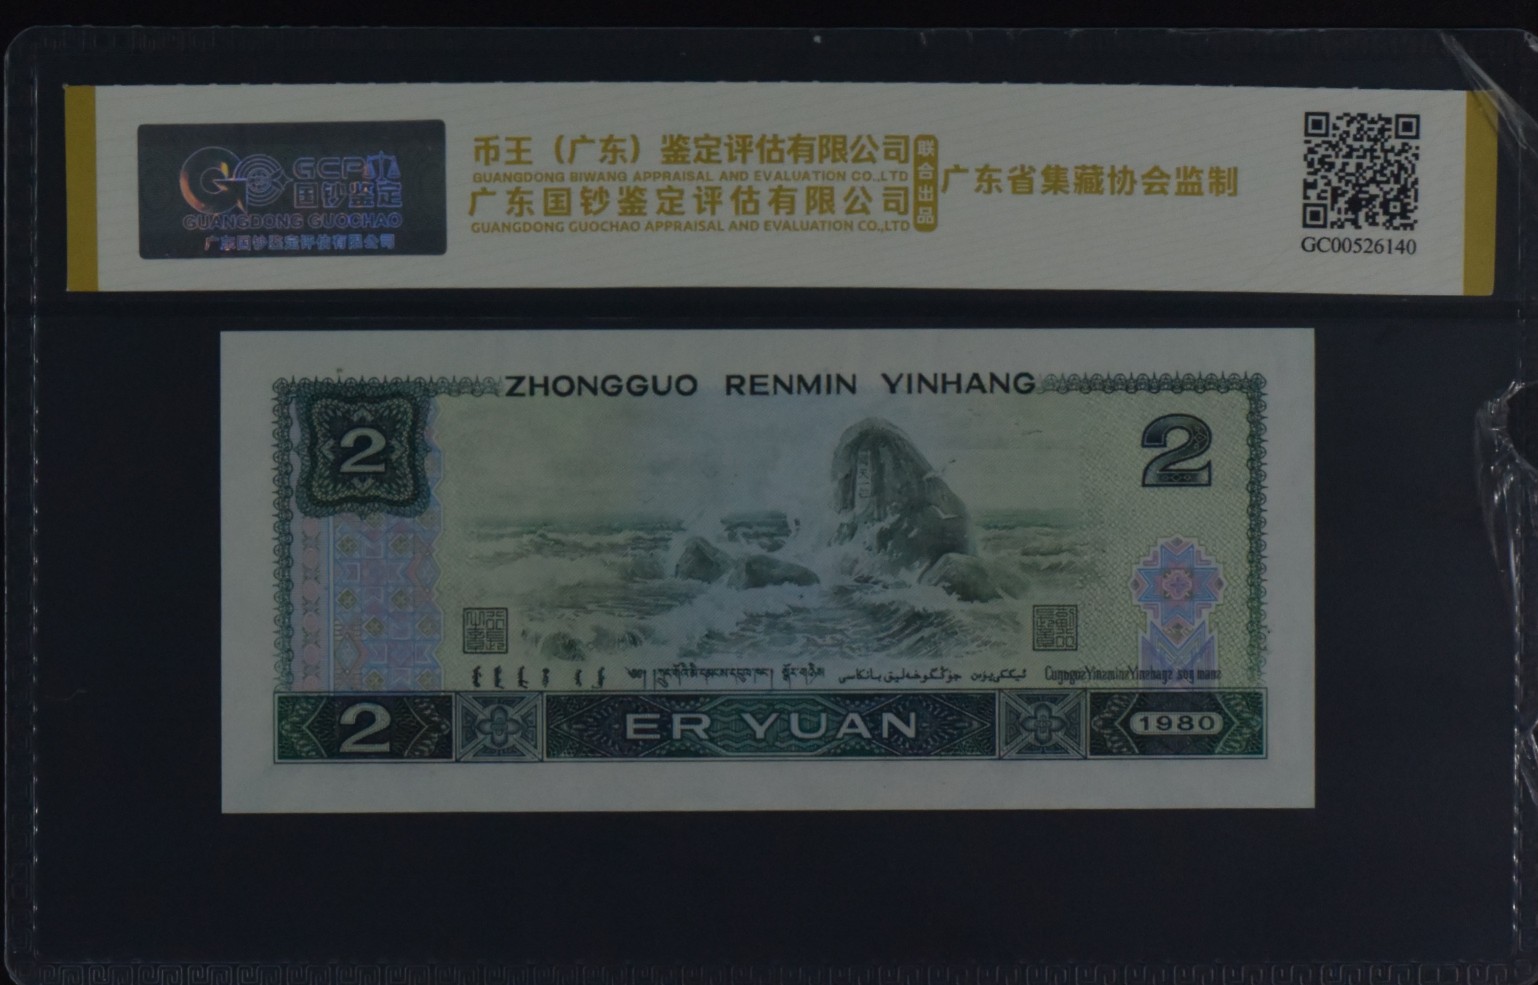 GCP
国钞鉴定
GUANGDONG GUOCHAO
广东国钞鉴定评估有限公司
币王（广东）鉴定评估有限公司
GUANGDONG BIWANG APPRAISAL AND EVALUATION CO.,LTD
广东国钞鉴定评估有限公司
GUANGDONG GUOCHAO APPRAISAL AND EVALUATION CO.,LTD
联合出品
广东省集藏协会监制
GC00526140
ZHONGGUO RENMIN YINHANG
2
2
2
ER YUAN
1980